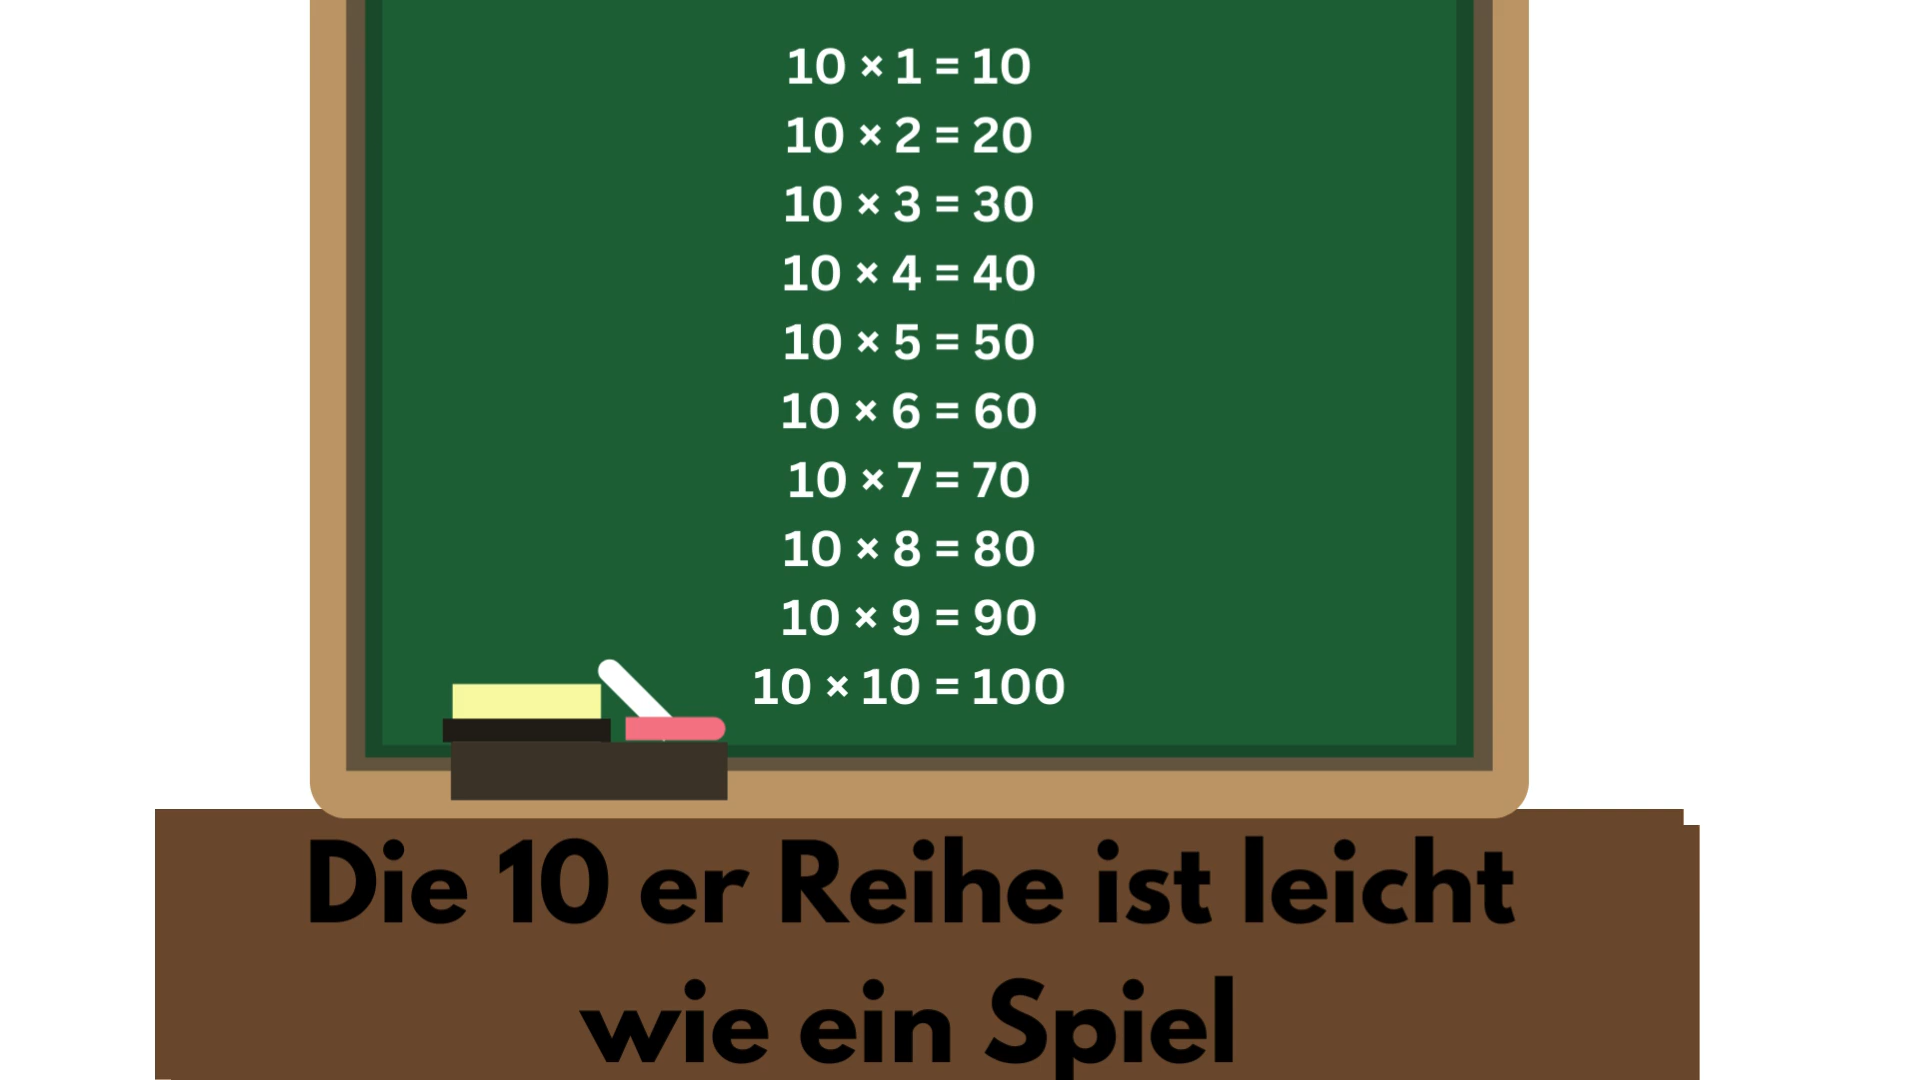 10 × 1 = 10
10 × 2 = 20
10 × 3 = 30
10 × 4 = 40
10 × 5 = 50
10 × 6 = 60
10 × 7 = 70
10 × 8 = 80
10 × 9 = 90
10 × 10 = 100
Die 10 er Reihe ist leicht
wie ein Spiel